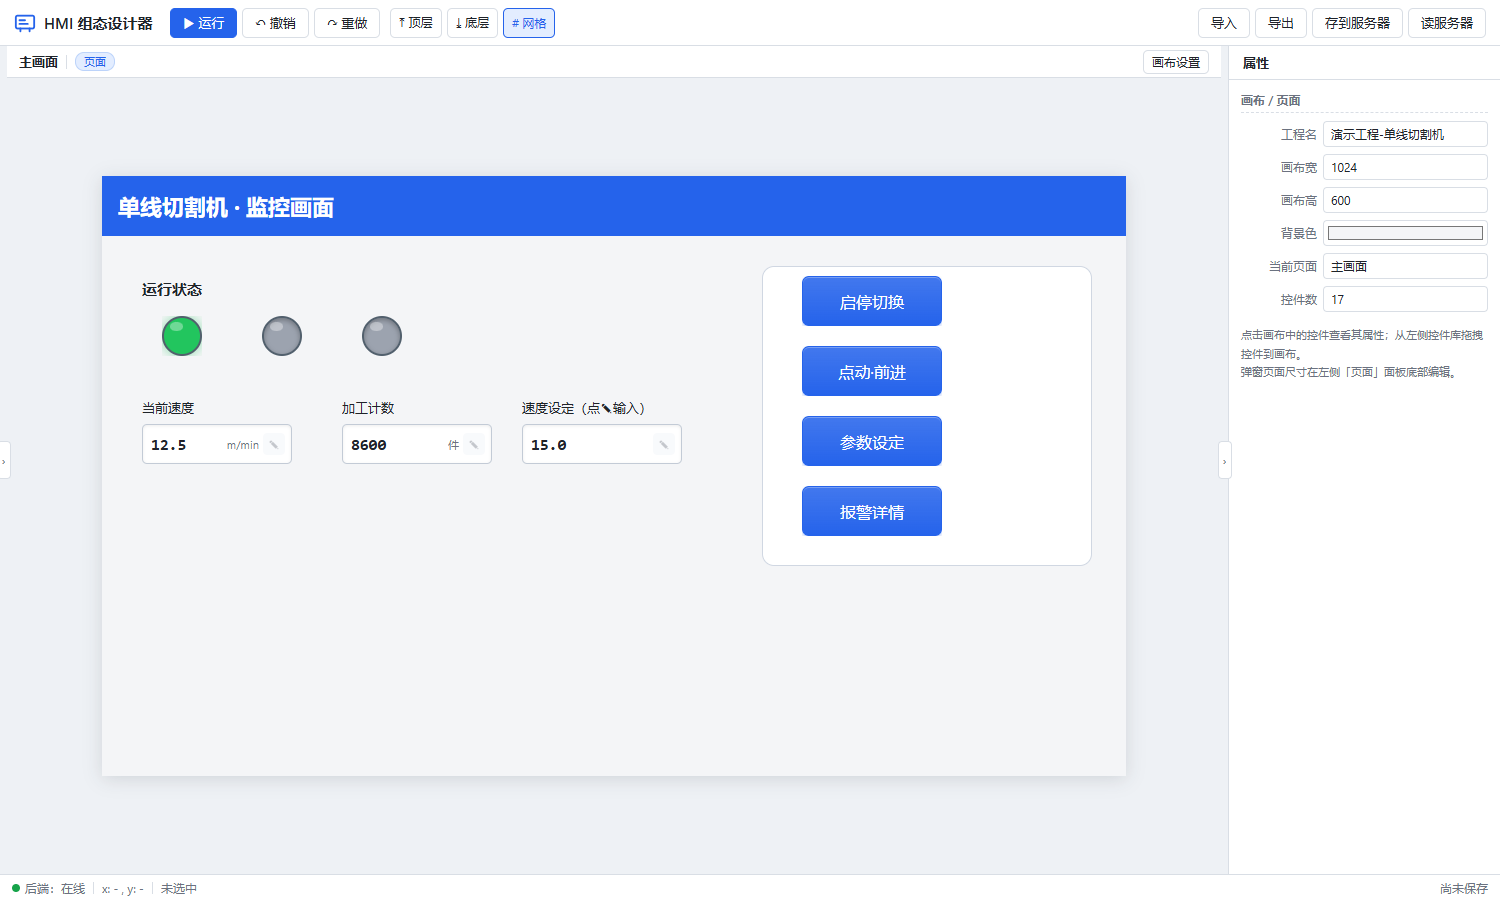 HMI 组态设计器
▶ 运行
↶ 撤销
↷ 重做
⤒ 顶层
⤓ 底层
# 网格
导入
导出
存到服务器
读服务器
主画面
页面
画布设置
属性
画布 / 页面
工程名 演示工程-单线切割机
画布宽 1024
画布高 600
背景色
当前页面 主画面
控件数 17
点击画布中的控件查看其属性；从左侧控件库拖拽
控件到画布。
弹窗页面尺寸在左侧「页面」面板底部编辑。
单线切割机 · 监控画面
运行状态
当前速度
12.5 m/min
加工计数
8600 件
速度设定（点✎输入）
15.0
启停切换
点动·前进
参数设定
报警详情
后端：在线
x: - , y: -
未选中
尚未保存